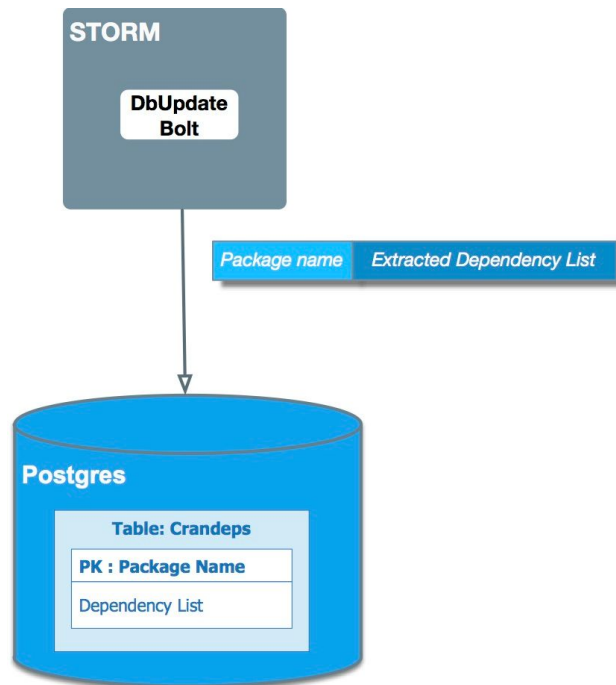 STORM
DbUpdate
Bolt
Package name Extracted Dependency List
Postgres
Table: Crandeps
PK : Package Name
Dependency List